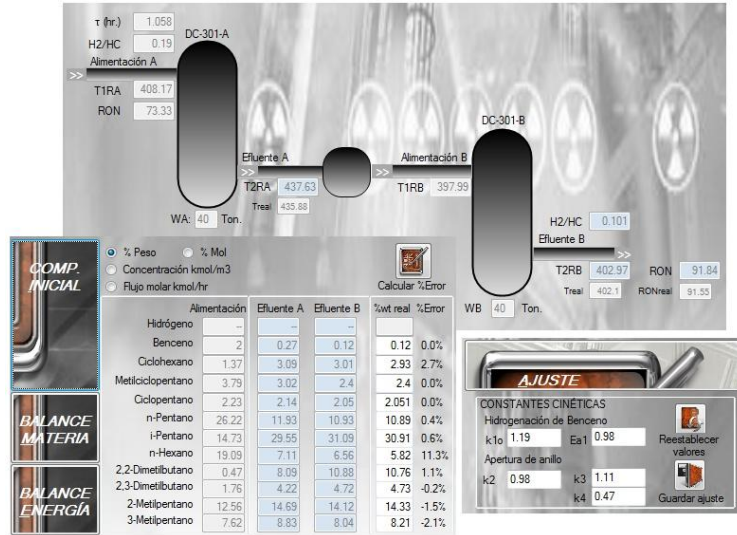 τ (hr.) 1.058
H2/HC 0.19
DC-301-A
Alimentación A
>>
T1RA 408.17
RON 73.33
WA: 40 Ton.
Efluente A
>>
T2RA 437.63
Treal 435.88
Alimentación B
>>
T1RB 397.99
DC-301-B
H2/HC 0.101
Efluente B
>>
T2RB 402.97 RON 91.84
Treal 402.1 RONreal 91.55
WB 40 Ton.
COMP. INICIAL
BALANCE MATERIA
BALANCE ENERGÍA
% Peso % Mol
Concentración kmol/m3
Flujo molar kmol/hr
Calcular %Error
Alimentación Efluente A Efluente B %wt real %Error
Hidrógeno -- -- --
Benceno 2 0.27 0.12 0.12 0.0%
Ciclohexano 1.37 3.09 3.01 2.93 2.7%
Metilciclopentano 3.79 3.02 2.4 2.4 0.0%
Ciclopentano 2.23 2.14 2.05 2.051 0.0%
n-Pentano 26.22 11.93 10.93 10.89 0.4%
i-Pentano 14.73 29.55 31.09 30.91 0.6%
n-Hexano 19.09 7.11 6.56 5.82 11.3%
2,2-Dimetilbutano 0.47 8.09 10.88 10.76 1.1%
2,3-Dimetilbutano 1.76 4.22 4.72 4.73 -0.2%
2-Metilpentano 12.56 14.69 14.12 14.33 -1.5%
3-Metilpentano 7.62 8.83 8.04 8.21 -2.1%
AJUSTE
CONSTANTES CINÉTICAS
Hidrogenación de Benceno
k1o 1.19 Ea1 0.98
Apertura de anillo
k2 0.98 k3 1.11
k4 0.47
Reestablecer valores
Guardar ajuste